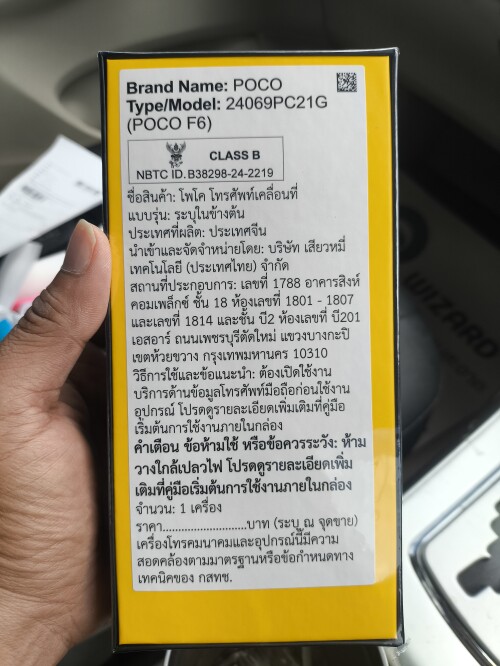 Brand Name: POCO
Type/Model: 24069PC21G
(POCO F6)
CLASS B
NBTC ID. B38298-24-2219
ชื่อสินค้า: โพโค โทรศัพท์เคลื่อนที่
แบบรุ่น: ระบุในข้างต้น
ประเทศที่ผลิต: ประเทศจีน
นำเข้าและจัดจำหน่ายโดย: บริษัท เสียวหมี่
เทคโนโลยี (ประเทศไทย) จำกัด
สถานที่ประกอบการ: เลขที่ 1788 อาคารสิงห์
คอมเพล็กซ์ ชั้น 18 ห้องเลขที่ 1801 - 1807
และเลขที่ 1814 และชั้น บี2 ห้องเลขที่ บี201
เอสอาร์ ถนนเพชรบุรีตัดใหม่ แขวงบางกะปิ
เขตห้วยขวาง กรุงเทพมหานคร 10310
วิธีการใช้และข้อแนะนำ: ต้องเปิดใช้งาน
บริการด้านข้อมูลโทรศัพท์มือถือก่อนใช้งาน
อุปกรณ์ โปรดดูรายละเอียดเพิ่มเติมที่คู่มือ
เริ่มต้นการใช้งานภายในกล่อง
คำเตือน ข้อห้ามใช้ หรือข้อควรระวัง: ห้าม
วางใกล้เปลวไฟ โปรดดูรายละเอียดเพิ่ม
เติมที่คู่มือเริ่มต้นการใช้งานภายในกล่อง
จำนวน: 1 เครื่อง
ราคา..........................บาท (ระบุ ณ จุดขาย)
เครื่องโทรคมนาคมและอุปกรณ์นี้มีความ
สอดคล้องตามมาตรฐานหรือข้อกำหนดทาง
เทคนิคของ กสทช.
WIZARD